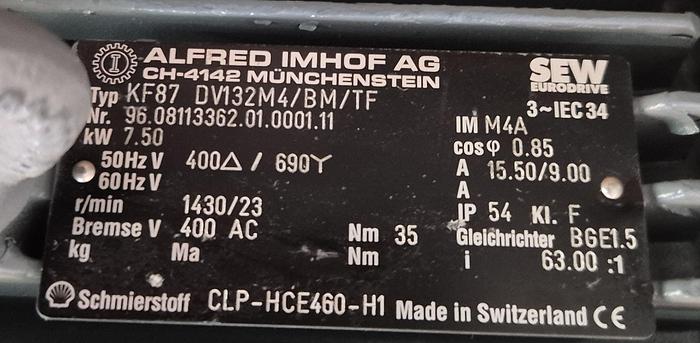 ALFRED IMHOF AG
CH-4142 MÜNCHENSTEIN
SEW
EURODRIVE
Typ KF87 DV132M4/BM/TF
3~IEC34
Nr. 96.08113362.01.0001.11
IM M4A
kW 7.50
cos φ 0.85
50Hz V 400△ / 690Y
A 15.50/9.00
60Hz V
A
r/min 1430/23
IP 54 Kl. F
Bremse V 400 AC Nm 35 Gleichrichter BGE1.5
kg Ma Nm i 63.00 :1
Schmierstoff CLP-HCE460-H1 Made in Switzerland CE